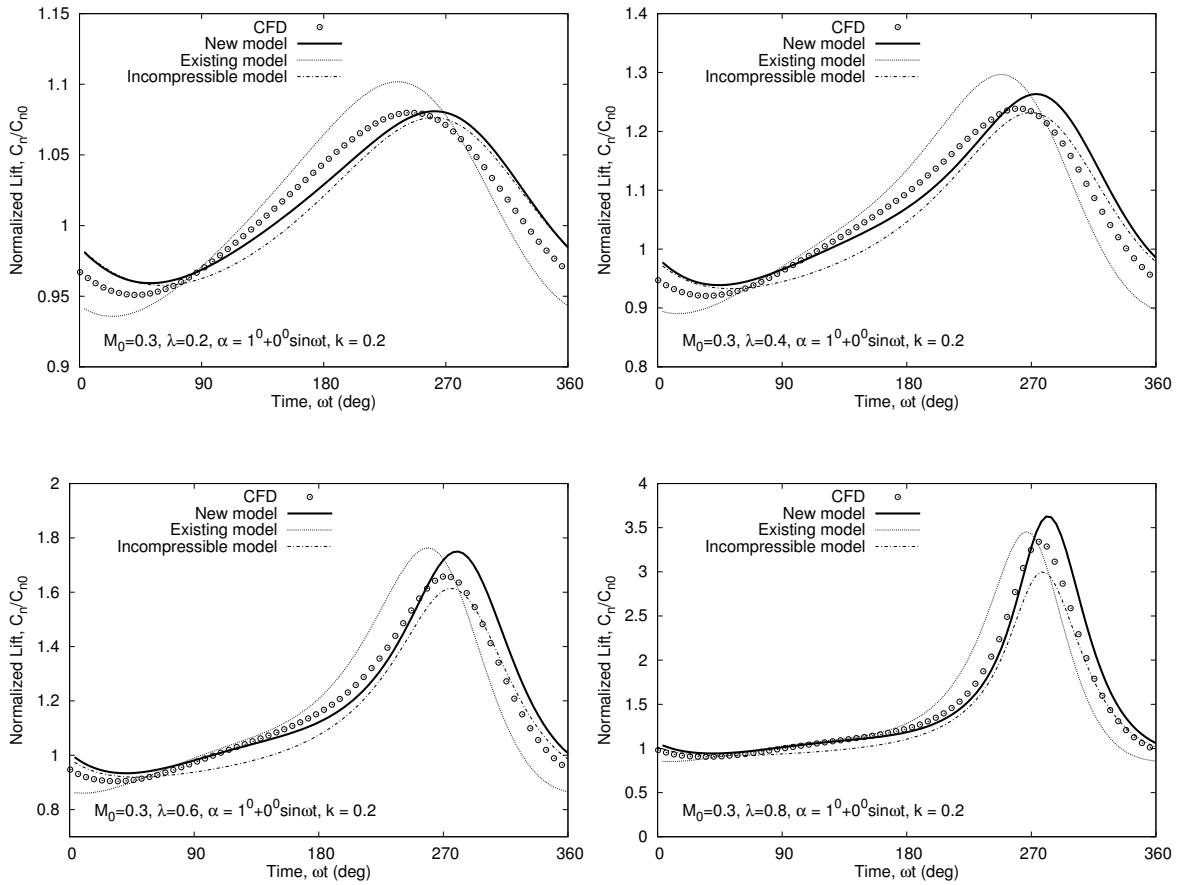 1.15
1.1
1.05
1
0.95
0.9
0 90 180 270 360
Normalized Lift, Cn/Cn0
Time, ωt (deg)
CFD
New model
Existing model
Incompressible model
M0=0.3, λ=0.2, α = 1⁰+0⁰sinωt, k = 0.2
1.4
1.3
1.2
1.1
1
0.9
0.8
0 90 180 270 360
Normalized Lift, Cn/Cn0
Time, ωt (deg)
CFD
New model
Existing model
Incompressible model
M0=0.3, λ=0.4, α = 1⁰+0⁰sinωt, k = 0.2
2
1.8
1.6
1.4
1.2
1
0.8
0 90 180 270 360
Normalized Lift, Cn/Cn0
Time, ωt (deg)
CFD
New model
Existing model
Incompressible model
M0=0.3, λ=0.6, α = 1⁰+0⁰sinωt, k = 0.2
4
3.5
3
2.5
2
1.5
1
0.5
0
0 90 180 270 360
Normalized Lift, Cn/Cn0
Time, ωt (deg)
CFD
New model
Existing model
Incompressible model
M0=0.3, λ=0.8, α = 1⁰+0⁰sinωt, k = 0.2